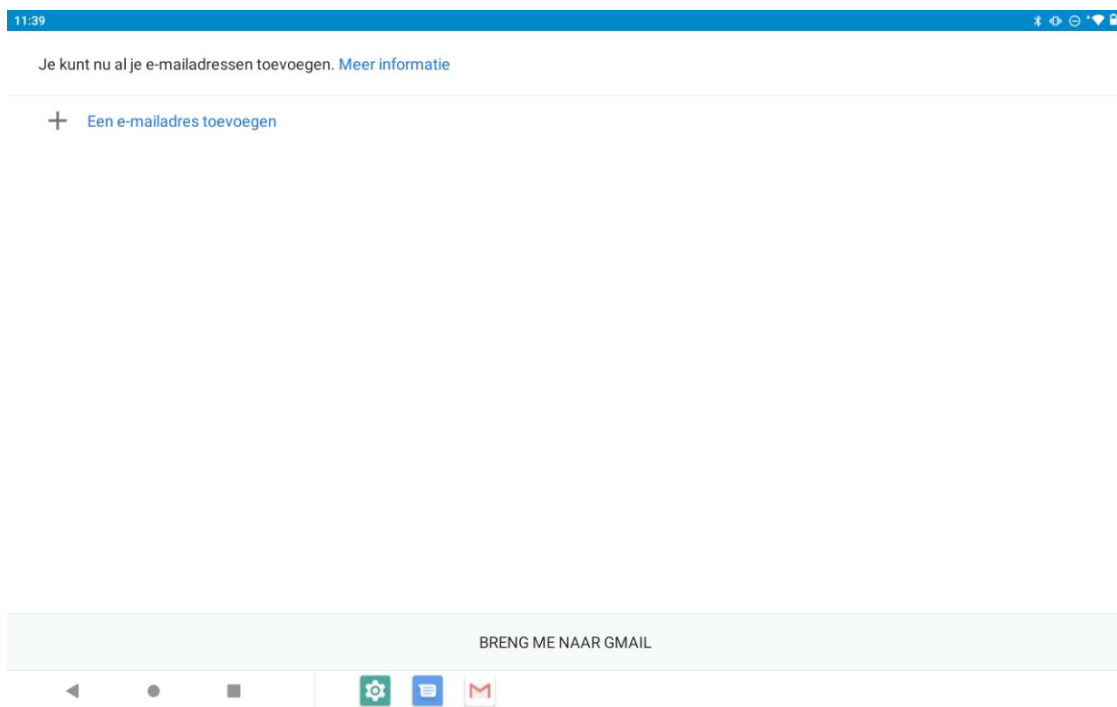 11:39
Je kunt nu al je e-mailadressen toevoegen. Meer informatie
Een e-mailadres toevoegen
BRENG ME NAAR GMAIL